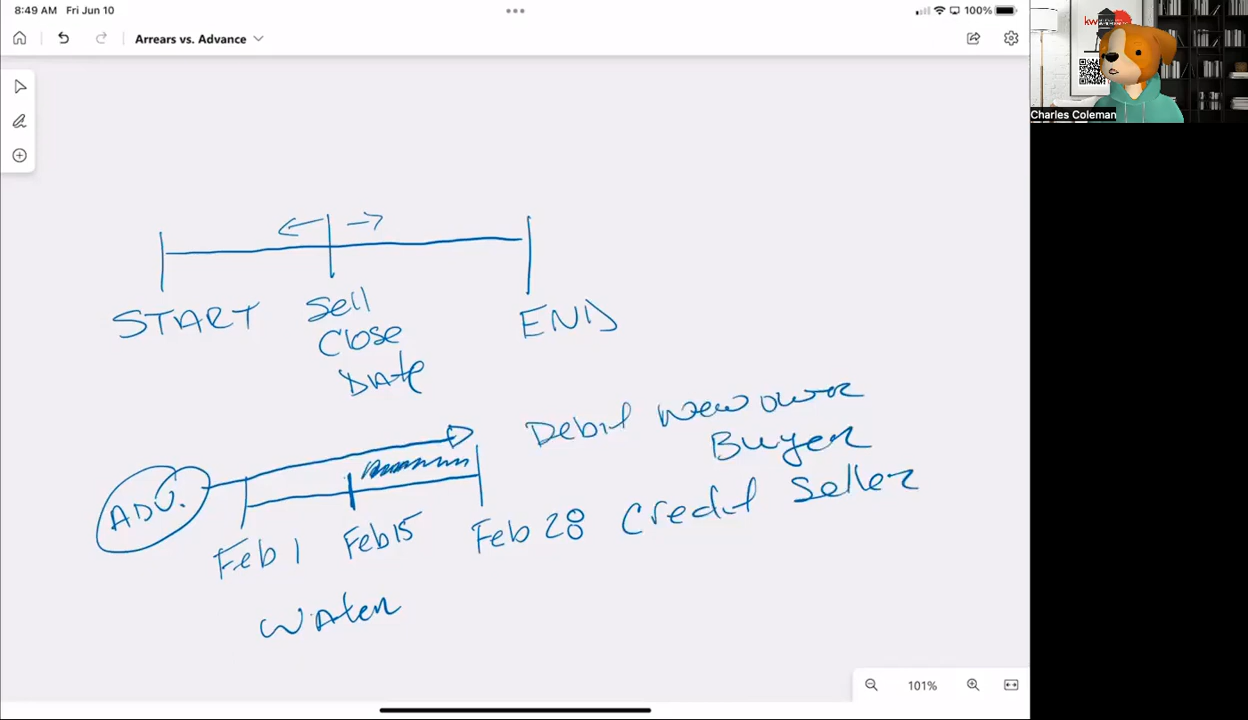 8:49 AM Fri Jun 10
100%
Arrears vs. Advance
kw
Charles Coleman
START
Sell
Close
Date
END
ADV.
Feb 1
Feb 15
Feb 28
Debit New owner
Buyer
Credit Seller
Water
101%